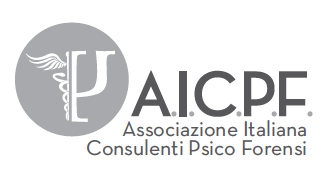 A.I.C.P.F.
Associazione Italiana
Consulenti Psico Forensi